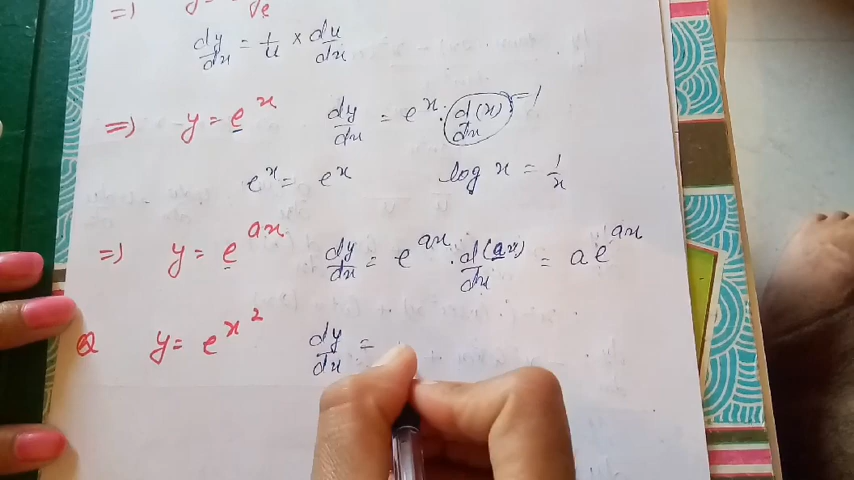 =) y =
dy/dx = 1/u × du/dx
=) y = e^x dy/dx = e^x · d(x)/dx = 1
e^x = e^x log x = 1/x
=) y = e^ax dy/dx = e^ax · d(ax)/dx = a e^ax
Q y = e^x^2 dy/dx =